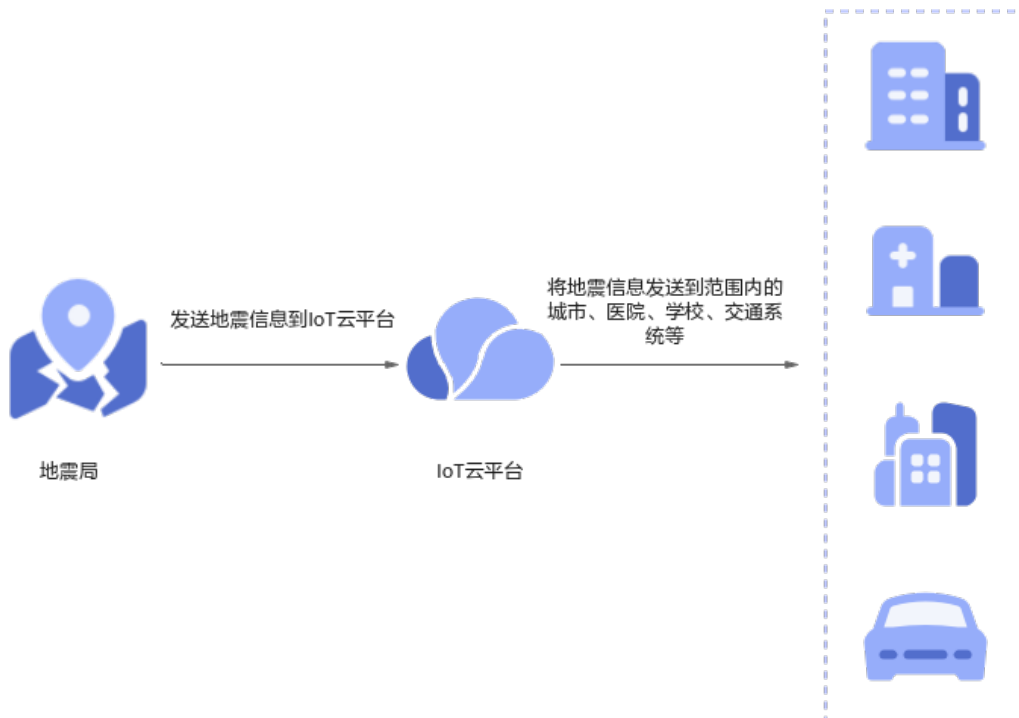 发送地震信息到IoT云平台
将地震信息发送到范围内的
城市、医院、学校、交通系
统等
地震局
IoT云平台